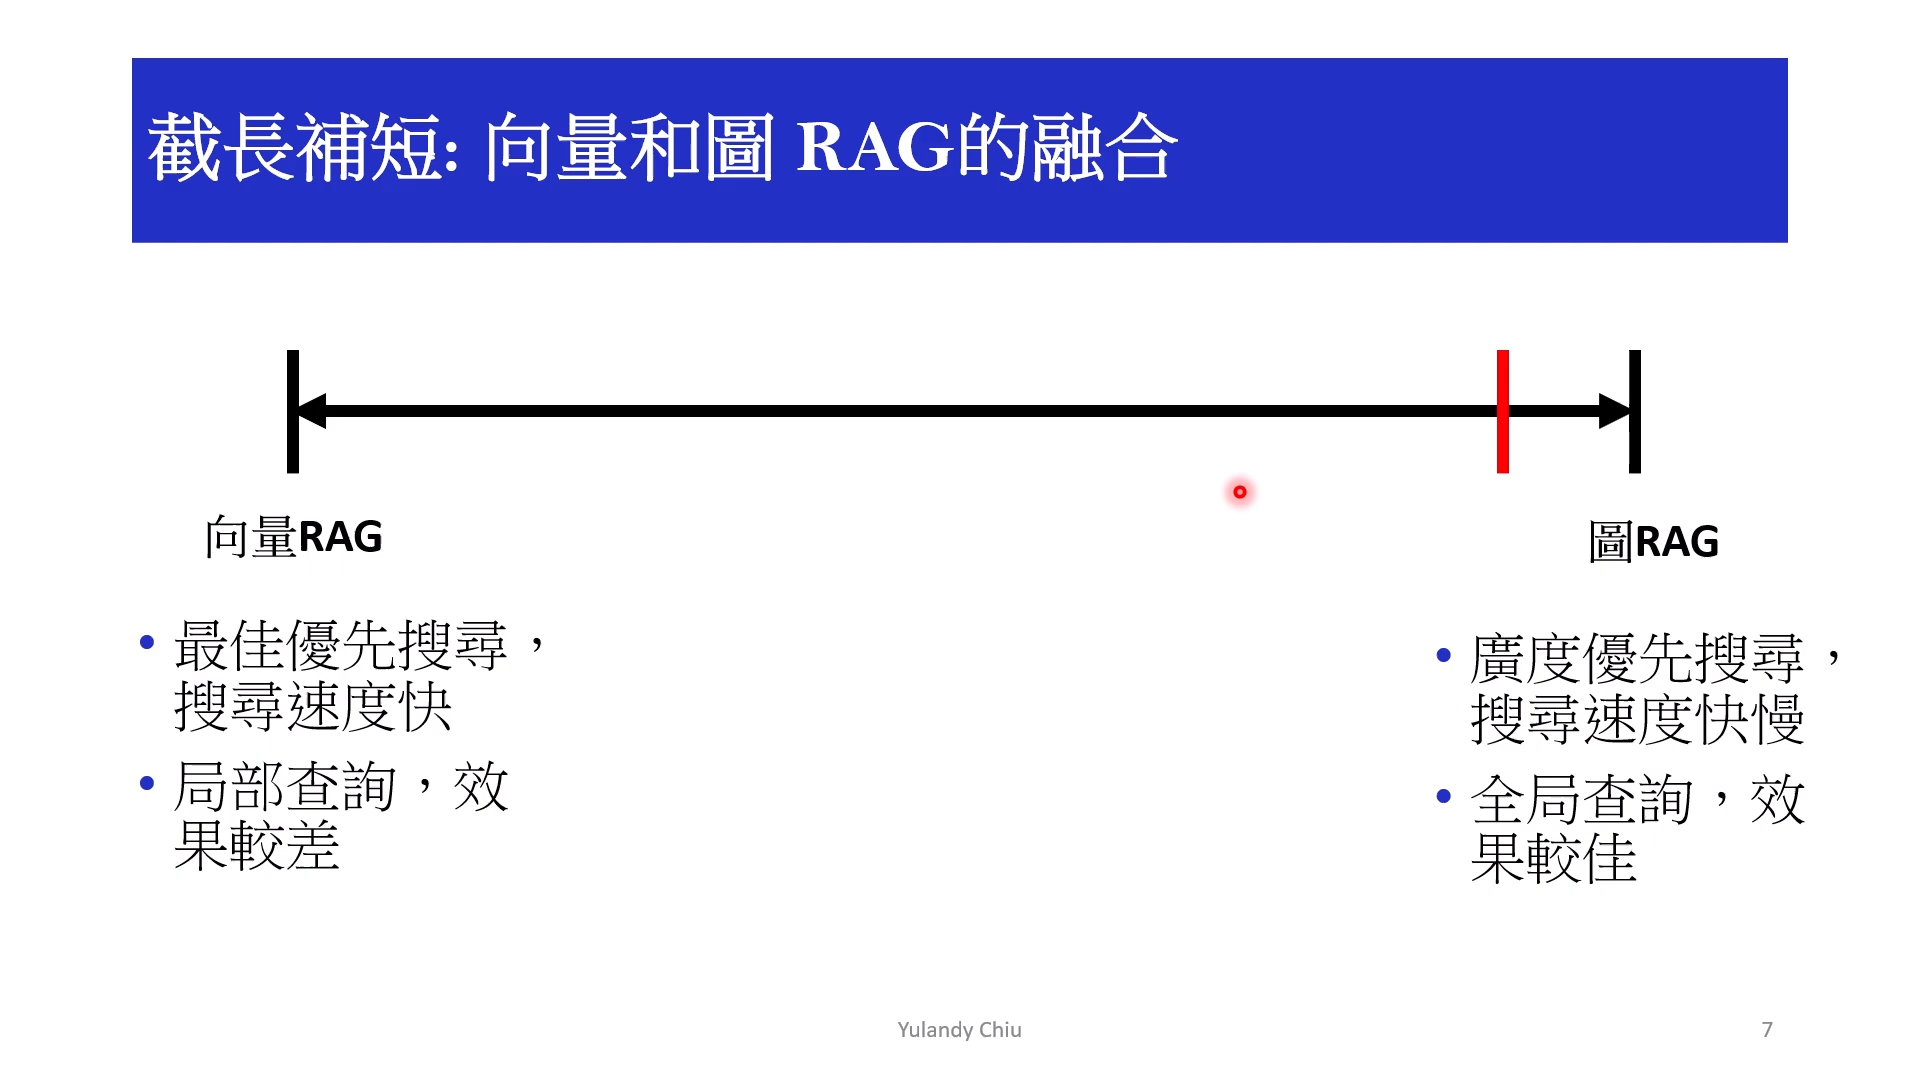 截長補短: 向量和圖 RAG的融合
向量RAG
圖RAG
• 最佳優先搜尋，
搜尋速度快
• 局部查詢，效
果較差
• 廣度優先搜尋，
搜尋速度快慢
• 全局查詢，效
果較佳
Yulandy Chiu
7